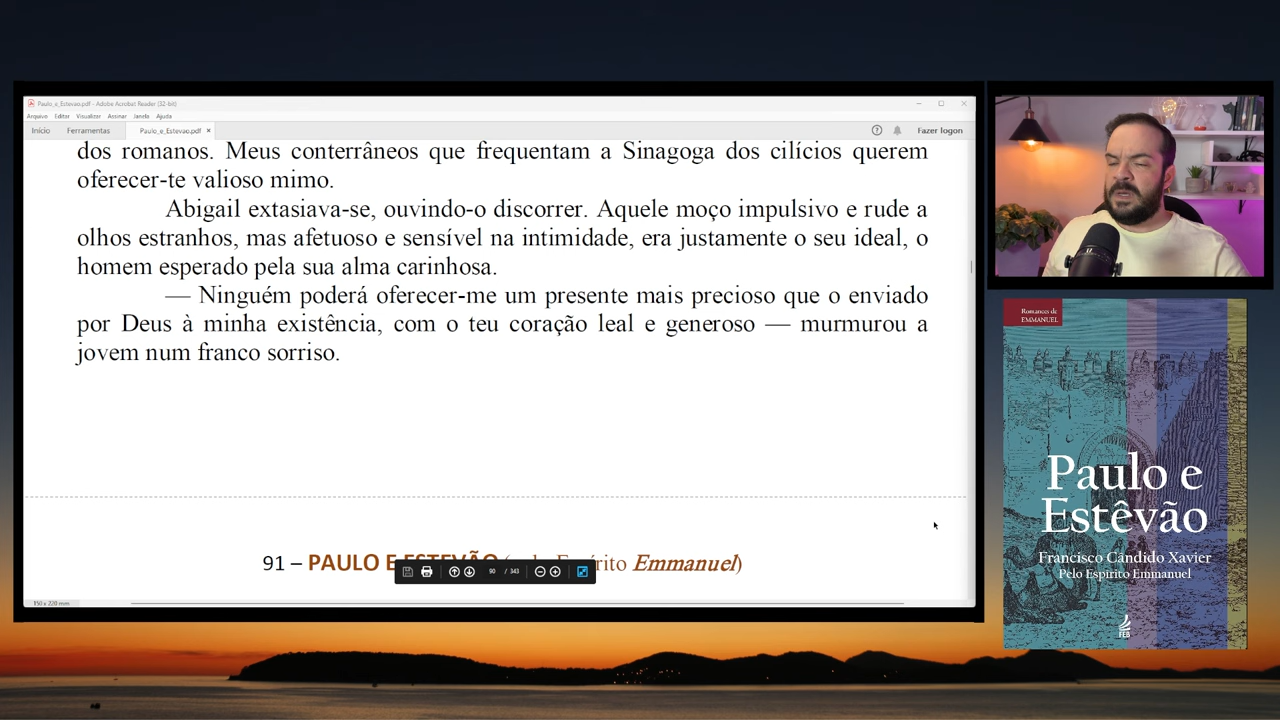 Paulo_e_Estevao.pdf - Adobe Acrobat Reader (32-bit)
Arquivo Editar Visualizar Assinar Janela Ajuda
Início Ferramentas Paulo_e_Estevao.pdf × Fazer logon
dos romanos. Meus conterrâneos que frequentam a Sinagoga dos cilícios querem
oferecer-te valioso mimo.
Abigail extasiava-se, ouvindo-o discorrer. Aquele moço impulsivo e rude a
olhos estranhos, mas afetuoso e sensível na intimidade, era justamente o seu ideal, o
homem esperado pela sua alma carinhosa.
— Ninguém poderá oferecer-me um presente mais precioso que o enviado
por Deus à minha existência, com o teu coração leal e generoso — murmurou a
jovem num franco sorriso.
91 – PAULO E ESTEVÃO Emmanuel)
90 / 343
150 x 220 mm
Romances de
EMMANUEL
Paulo e
Estêvão
Francisco Cândido Xavier
Pelo Espírito Emmanuel
FEB